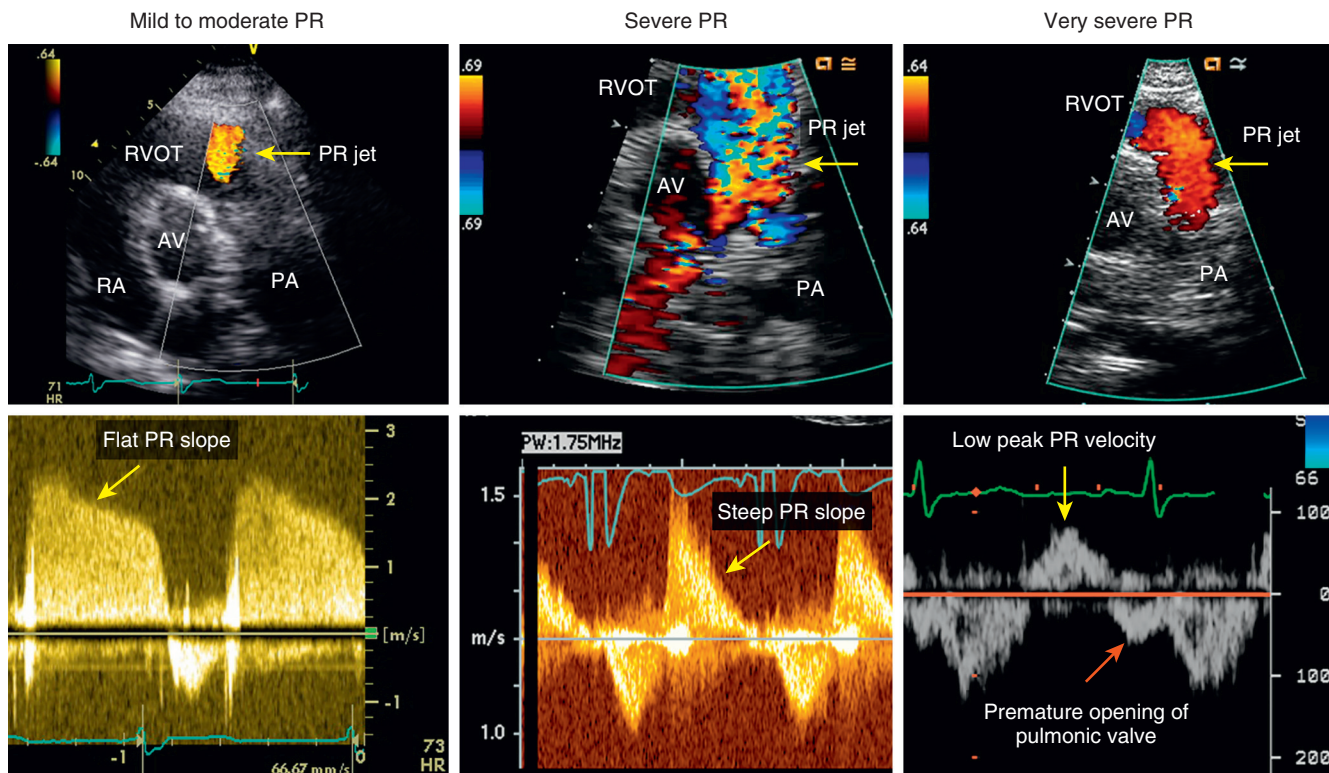 Mild to moderate PR
Severe PR
Very severe PR
.64
-.64
5
10
RVOT
PR jet
AV
RA
PA
71
HR
.69
.69
RVOT
PR jet
AV
PA
.64
.64
RVOT
PR jet
AV
PA
Flat PR slope
3
2
1
[m/s]
-1
-1
0
73
HR
66.67 mm/s
PW:1.75MHz
1.5
Steep PR slope
m/s
1.0
Low peak PR velocity
S
66
100
0
100
200
Premature opening of
pulmonic valve